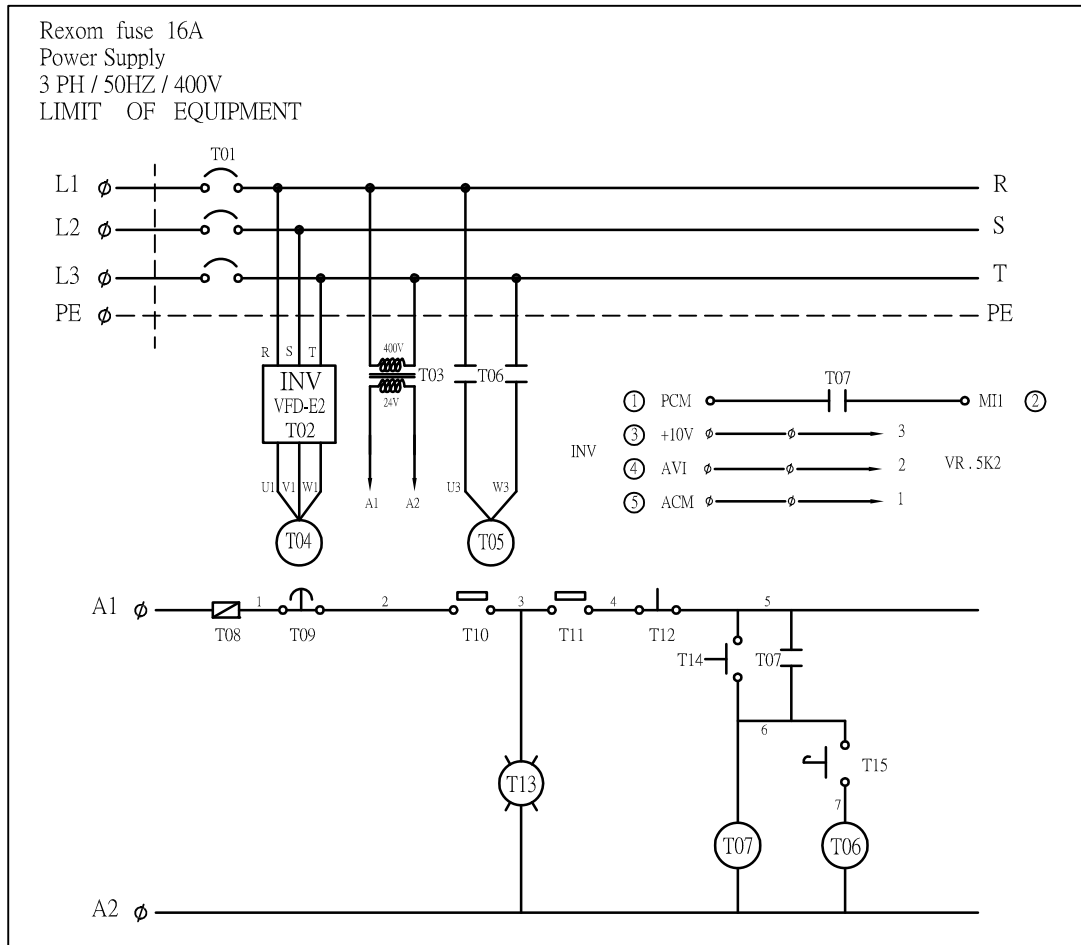 Rexom fuse 16A
Power Supply
3 PH / 50HZ / 400V
LIMIT OF EQUIPMENT
T01
L1 R
L2 S
L3 T
PE PE
R S T
400V
T03
24V
T06
INV
VFD-E2
T02
U1 V1 W1
A1 A2
U3 W3
T04
T05
T07
1 PCM MI1 2
INV
3 +10V 3
4 AVI 2 VR . 5K2
5 ACM 1
A1 1 2 3 4 5
T08 T09 T10 T11 T12
T14 T07
6
T15
T13
7
T07 T06
A2